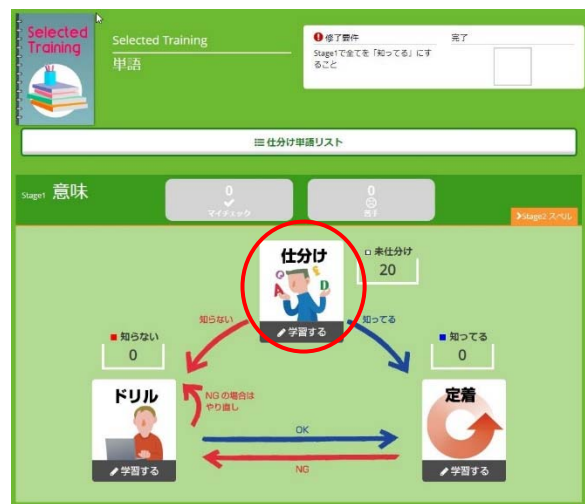 Selected
Training
Selected Training
単語
修了要件
完了
Stage1で全てを「知ってる」にす
ること
仕分け単語リスト
Stage1 意味
0
マイチェック
0
苦手
Stage2 スペル
仕分け
A
D
学習する
未仕分け
20
知らない
知ってる
知らない
0
知ってる
0
ドリル
学習する
NGの場合は
やり直し
OK
NG
定着
学習する